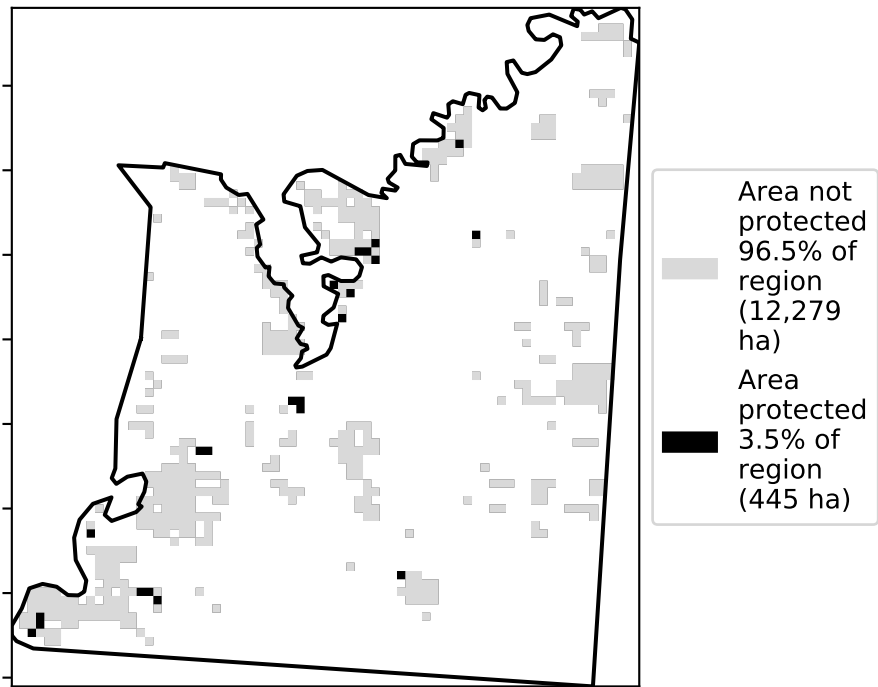 Area not
protected
96.5% of
region
(12,279
ha)
Area
protected
3.5% of
region
(445 ha)